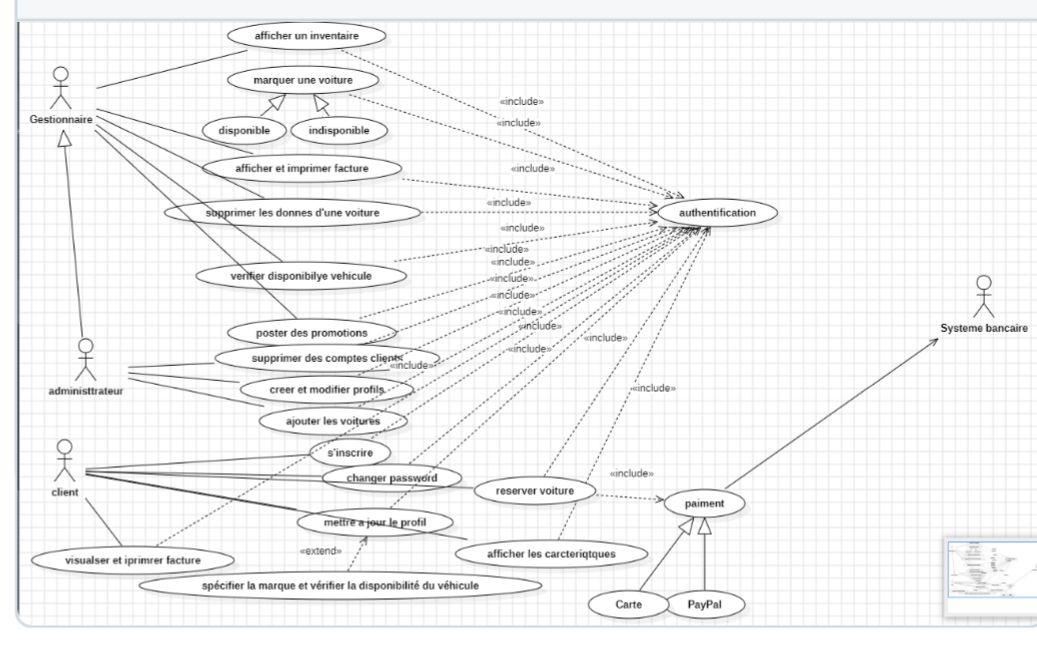 afficher un inventaire
marquer une voiture
«include»
«include»
Gestionnaire
disponible
indisponible
afficher et imprimer facture
«include»
supprimer les donnes d'une voiture
«include»
authentification
«include»
«include»
«include»
verifier disponibilye vehicule
«include»
«include»
«include»
Systeme bancaire
poster des promotions
«include»
«include»
«include»
supprimer des comptes clients
«include»
administtrateur
creer et modifier profils
«include»
ajouter les voitures
s'inscrire
client
changer password
«include»
reserver voiture
paiment
mettre a jour le profil
«extend»
visualser et iprimrer facture
afficher les carcteriqtques
spécifier la marque et vérifier la disponibilité du véhicule
Carte
PayPal